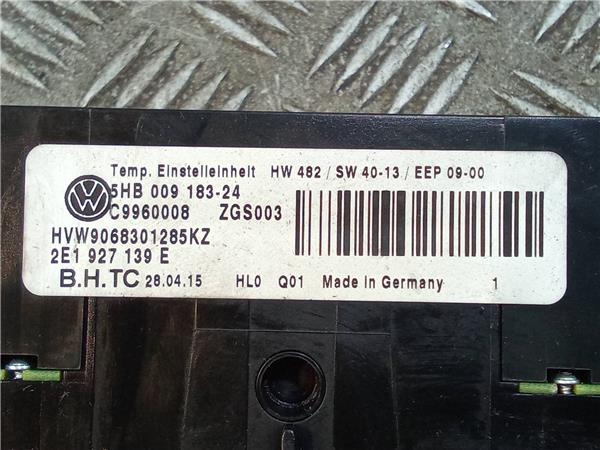 Temp. Einstelleinheit HW 482 / SW 40-13 / EEP 09-00
5HB 009 183-24
C9960008 ZGS003
HVW9068301285KZ
2E1 927 139 E
B.H.TC 28.04.15 HL0 Q01 Made in Germany 1